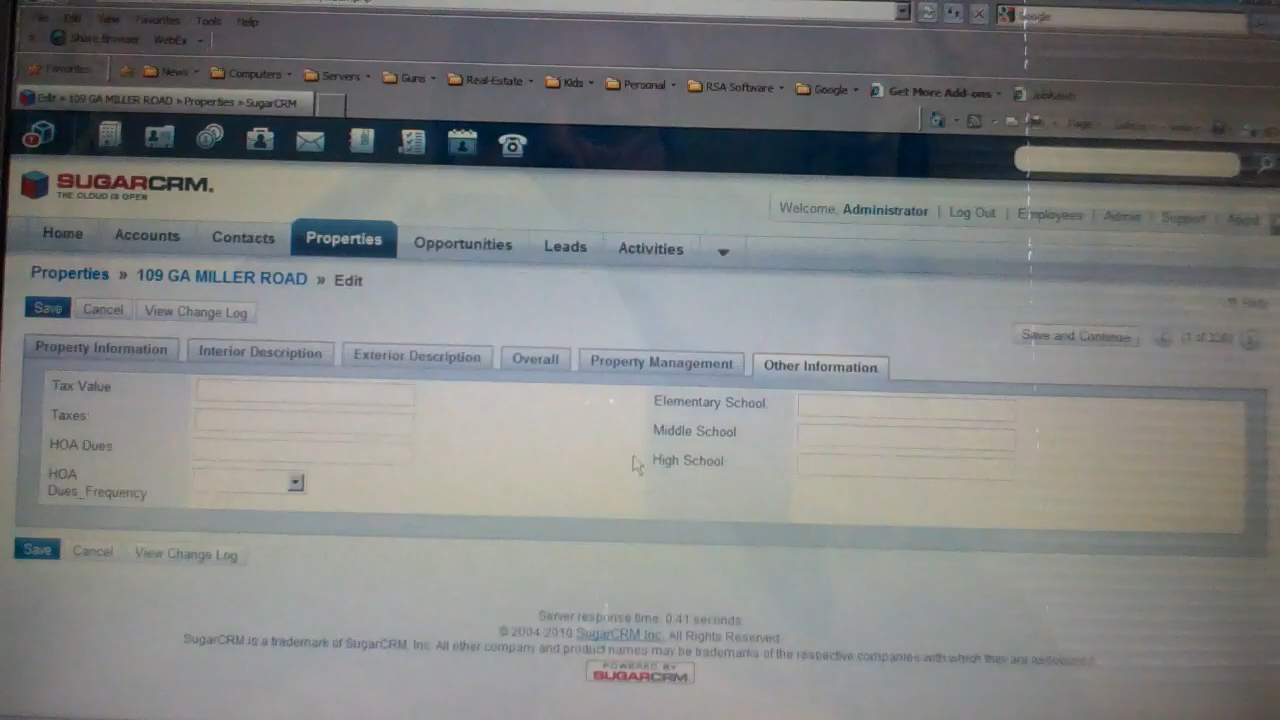 File Edit View Favorites Tools Help
Google
Share Browser WebEx
Favorites News Computers Servers Guns Real-Estate Kids Personal RSA Software Google Get More Add-ons
Edit » 109 GA MILLER ROAD » Properties » SugarCRM
Page
SUGARCRM.
THE CLOUD IS OPEN
Welcome, Administrator | Log Out | Employees | Admin | Support | About
Home Accounts Contacts Properties Opportunities Leads Activities
Properties » 109 GA MILLER ROAD » Edit
Save Cancel View Change Log
Save and Continue
Property Information Interior Description Exterior Description Overall Property Management Other Information
Tax Value
Elementary School
Taxes:
Middle School
HOA Dues
High School
HOA
Dues_Frequency
Save Cancel View Change Log
Server response time: 0.41 seconds.
© 2004-2010 SugarCRM Inc. All Rights Reserved.
SugarCRM is a trademark of SugarCRM, Inc. All other company and product names may be trademarks of the respective companies with which they are associated.
POWERED BY
SUGARCRM